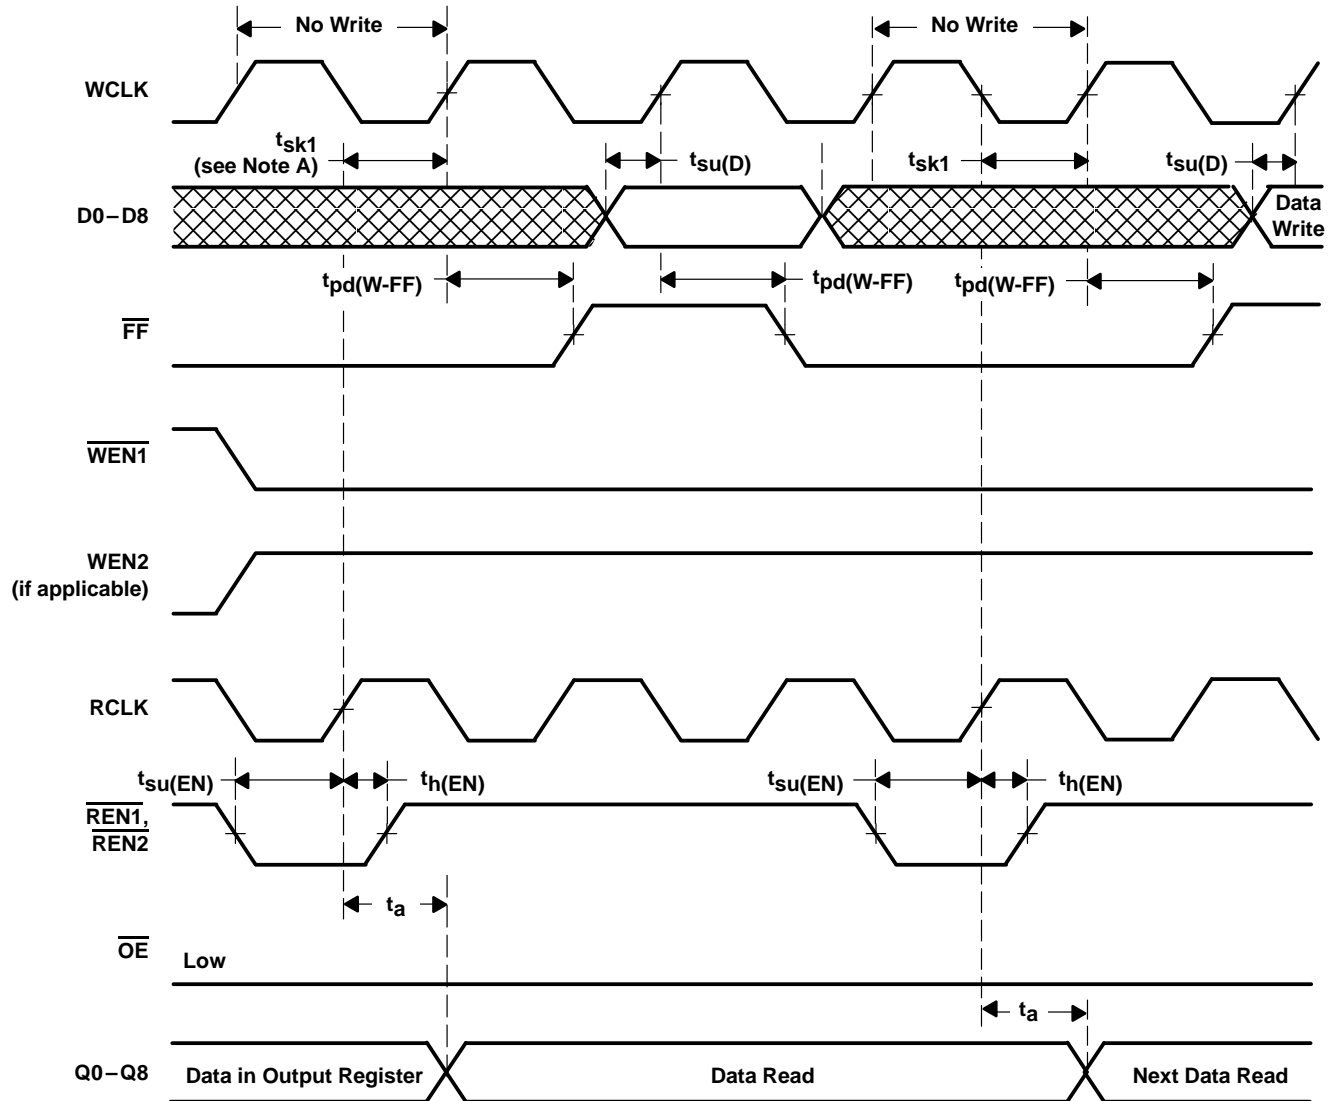 No Write
No Write
WCLK
tsk1
(see Note A)
tsu(D)
tsk1
tsu(D)
D0–D8
Data
Write
tpd(W-FF)
tpd(W-FF)
tpd(W-FF)
FF
WEN1
WEN2
(if applicable)
RCLK
tsu(EN)
th(EN)
tsu(EN)
th(EN)
REN1,
REN2
ta
OE
Low
ta
Q0–Q8
Data in Output Register
Data Read
Next Data Read